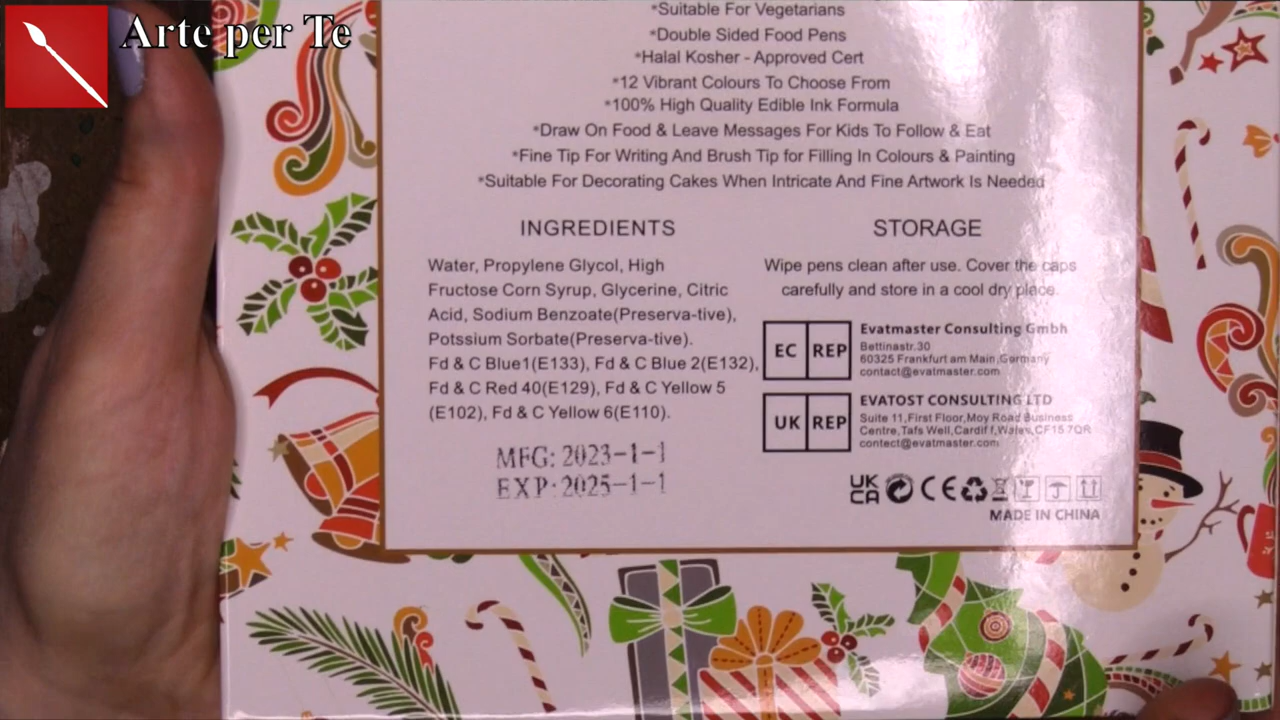 Arte per Te
*Suitable For Vegetarians
*Double Sided Food Pens
*Halal Kosher - Approved Cert
*12 Vibrant Colours To Choose From
*100% High Quality Edible Ink Formula
*Draw On Food & Leave Messages For Kids To Follow & Eat
*Fine Tip For Writing And Brush Tip for Filling In Colours & Painting
*Suitable For Decorating Cakes When Intricate And Fine Artwork Is Needed
INGREDIENTS
Water, Propylene Glycol, High
Fructose Corn Syrup, Glycerine, Citric
Acid, Sodium Benzoate(Preserva-tive),
Potssium Sorbate(Preserva-tive).
Fd & C Blue1(E133), Fd & C Blue 2(E132),
Fd & C Red 40(E129), Fd & C Yellow 5
(E102), Fd & C Yellow 6(E110).
MFG: 2023-1-1
EXP: 2025-1-1
STORAGE
Wipe pens clean after use. Cover the caps
carefully and store in a cool dry place.
EC REP
Evatmaster Consulting Gmbh
Bettinastr.30
60325 Frankfurt am Main,Germany
contact@evatmaster.com
UK REP
EVATOST CONSULTING LTD
Suite 11,First Floor,Moy Road Business
Centre,Tafs Well,Cardiff,Wales,CF15 7QR
contect@evatmaster.com
UK
CA
CE
MADE IN CHINA